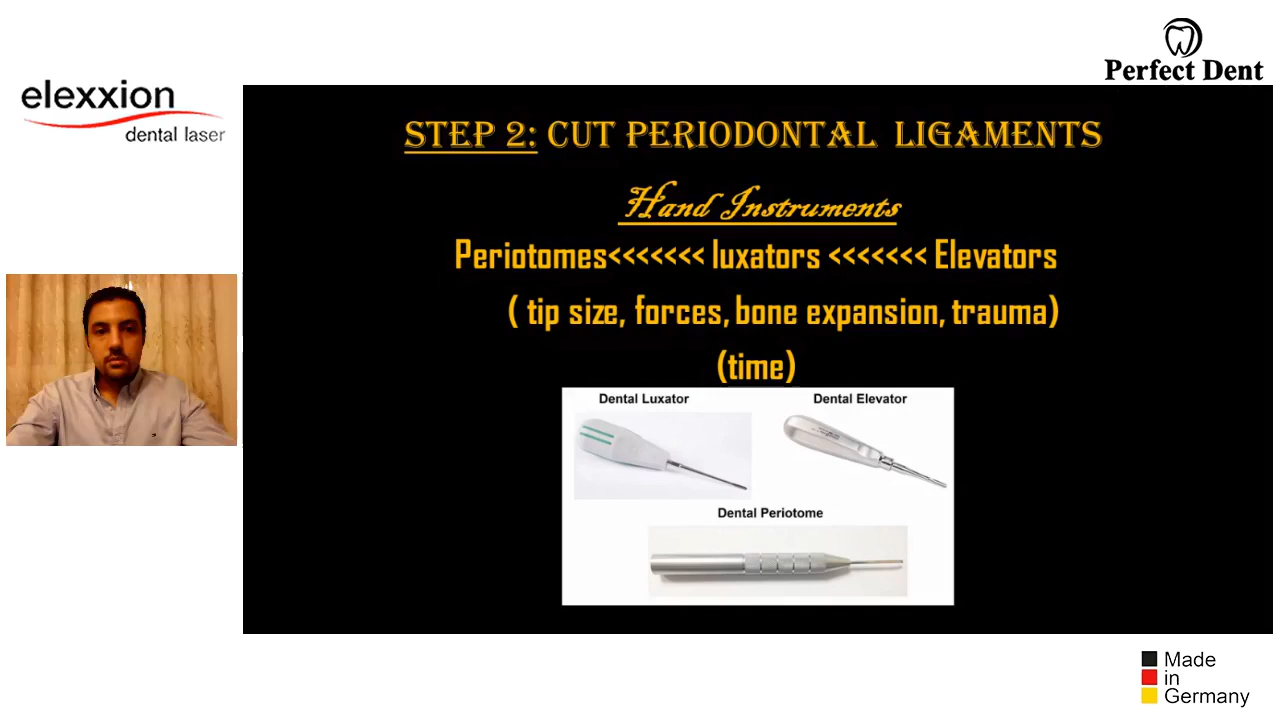 Perfect Dent
elexxion
dental laser
STEP 2: CUT PERIODONTAL LIGAMENTS
Hand Instruments
Periotomes<<<<<<< luxators <<<<<<< Elevators
( tip size, forces, bone expansion, trauma)
(time)
Dental Luxator
Dental Elevator
Dental Periotome
Made
in
Germany